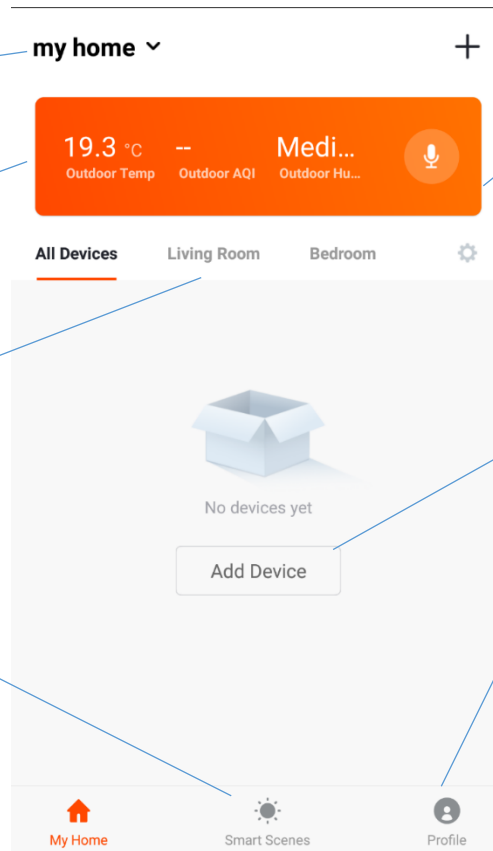 my home
19.3 °C -- Medi...
Outdoor Temp Outdoor AQI Outdoor Hu...
All Devices Living Room Bedroom
No devices yet
Add Device
My Home Smart Scenes Profile